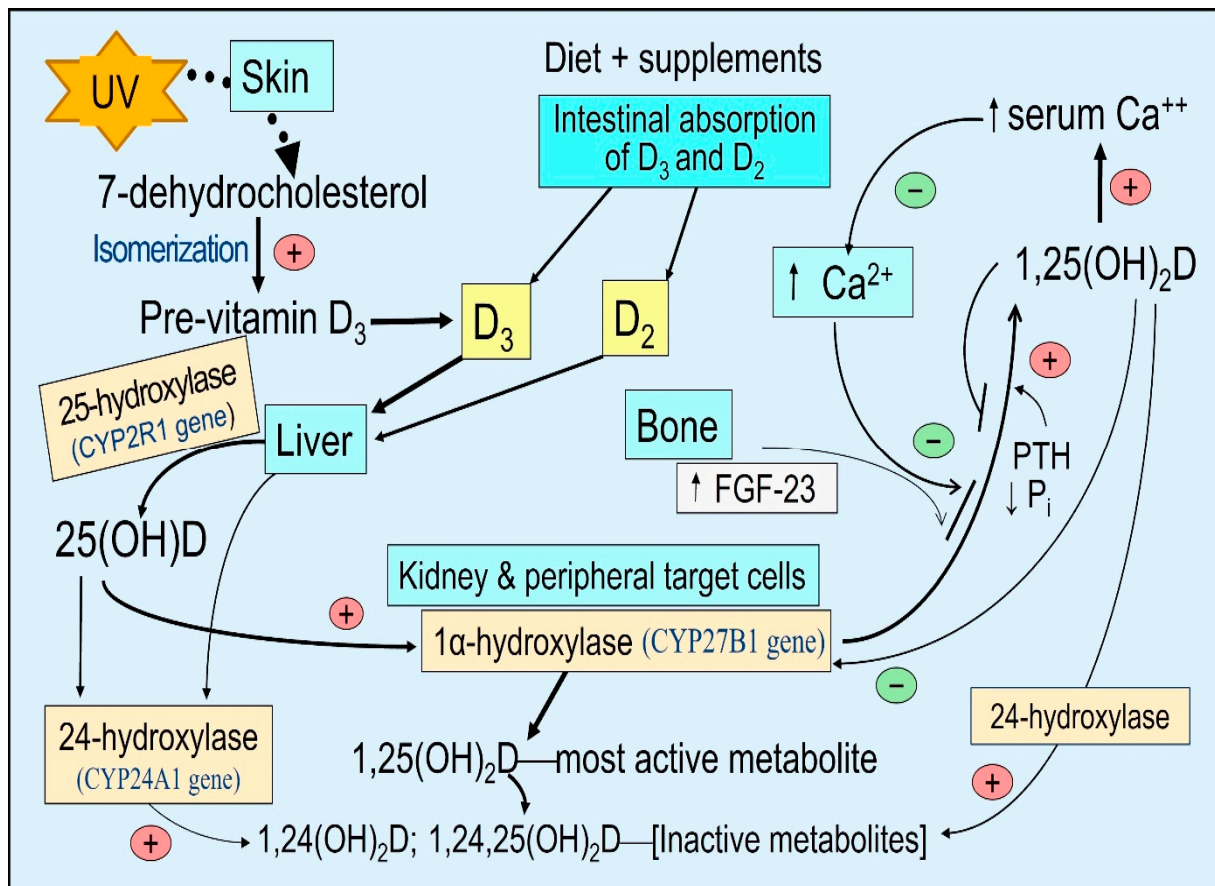 UV
Skin
Diet + supplements
Intestinal absorption
of D₃ and D₂
↑ serum Ca⁺⁺
7-dehydrocholesterol
Isomerization
+
−
+
↑ Ca²⁺
1,25(OH)₂D
Pre-vitamin D₃
D₃
D₂
+
25-hydroxylase
(CYP2R1 gene)
Liver
Bone
↑ FGF-23
−
PTH
↓ Pᵢ
25(OH)D
Kidney & peripheral target cells
+
1α-hydroxylase (CYP27B1 gene)
−
24-hydroxylase
(CYP24A1 gene)
24-hydroxylase
1,25(OH)₂D—most active metabolite
+
+
1,24(OH)₂D; 1,24,25(OH)₂D—[Inactive metabolites]